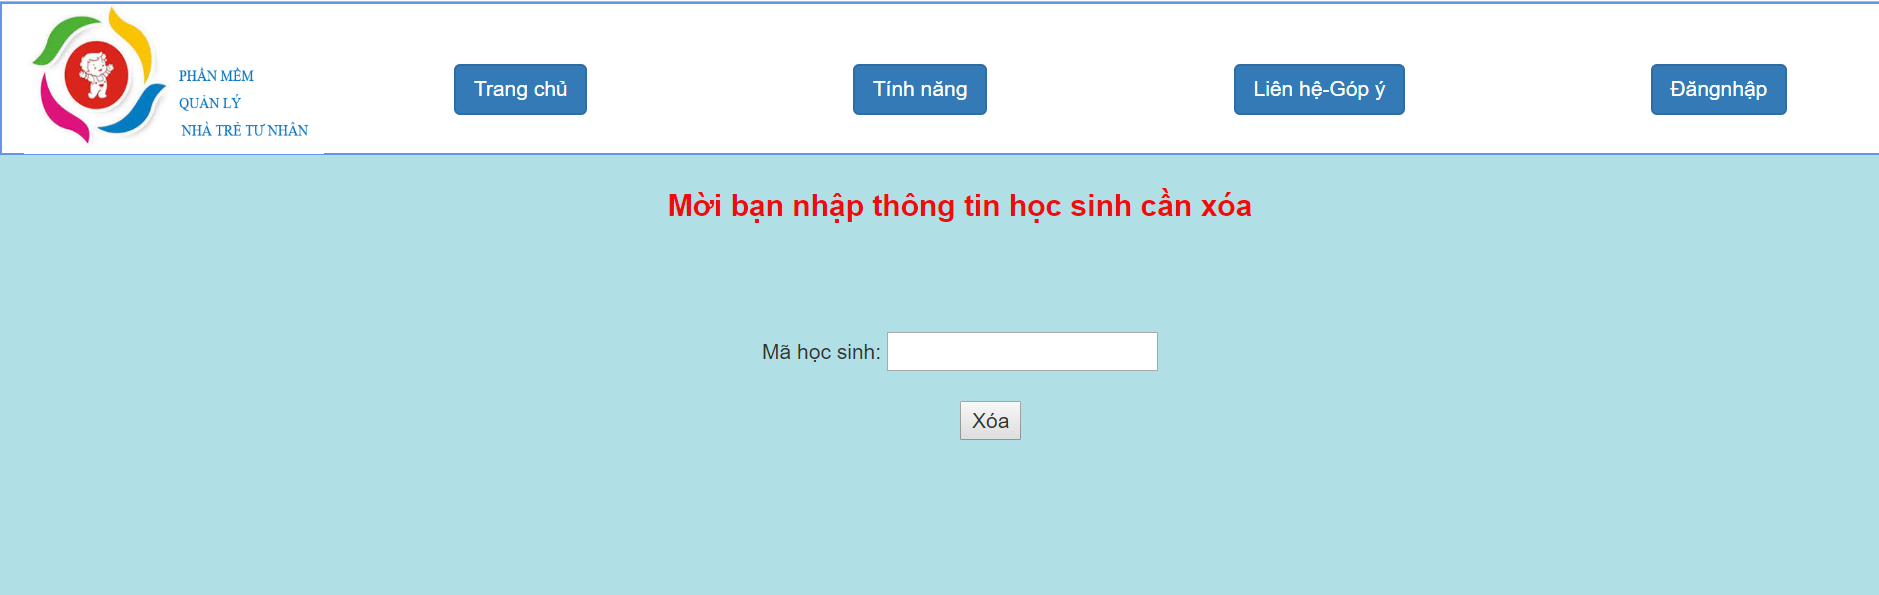 PHẦN MỀM
QUẢN LÝ
NHÀ TRẺ TƯ NHÂN
Trang chủ
Tính năng
Liên hệ-Góp ý
Đăngnhập
Mời bạn nhập thông tin học sinh cần xóa
Mã học sinh:
Xóa